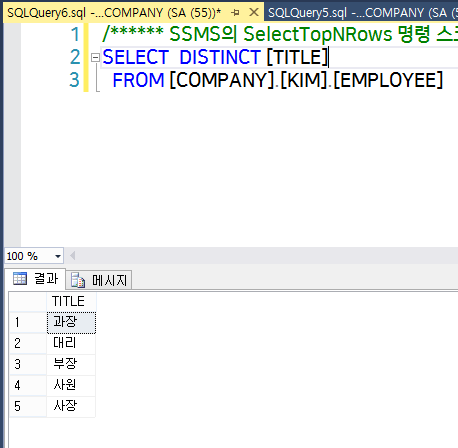 SQLQuery6.sql -...COMPANY (SA (55))* SQLQuery5.sql -...COMPANY (SA (5
1 /****** SSMS의 SelectTopNRows 명령 스
2 SELECT DISTINCT [TITLE]
3 FROM [COMPANY].[KIM].[EMPLOYEE]
100 %
결과 메시지
TITLE
1 과장
2 대리
3 부장
4 사원
5 사장